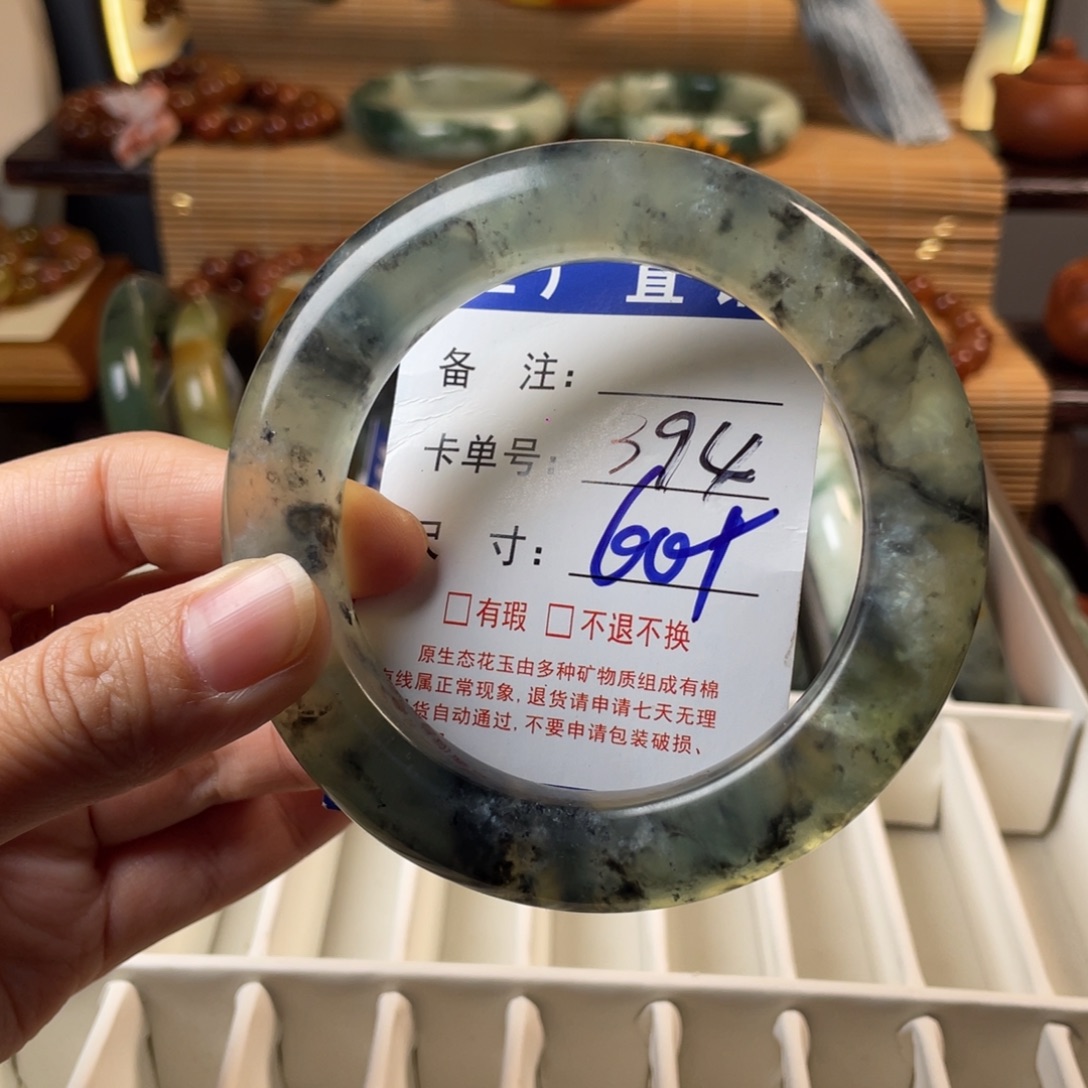 厂直
备 注:
卡单号: 394
尺 寸: 60+
□有瑕 □不退不换
原生态花玉由多种矿物质组成有棉
线属正常现象,退货请申请七天无理
货自动通过,不要申请包装破损、